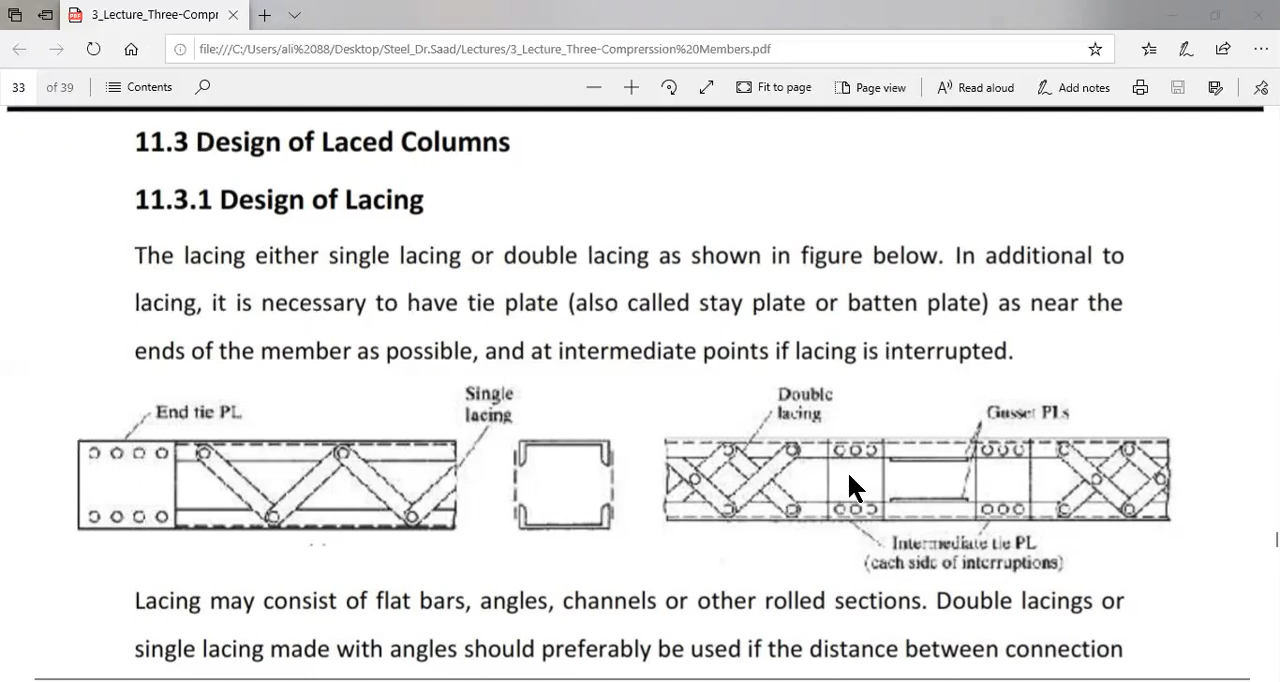 3_Lecture_Three-Compr
file:///C:/Users/ali%2088/Desktop/Steel_Dr.Saad/Lectures/3_Lecture_Three-Comprerssion%20Members.pdf
33 of 39 Contents Fit to page Page view Read aloud Add notes
11.3 Design of Laced Columns
11.3.1 Design of Lacing
The lacing either single lacing or double lacing as shown in figure below. In additional to
lacing, it is necessary to have tie plate (also called stay plate or batten plate) as near the
ends of the member as possible, and at intermediate points if lacing is interrupted.
End tie PL
Single
lacing
Double
lacing
Gusset PLs
Intermediate tie PL
(each side of interruptions)
Lacing may consist of flat bars, angles, channels or other rolled sections. Double lacings or
single lacing made with angles should preferably be used if the distance between connection